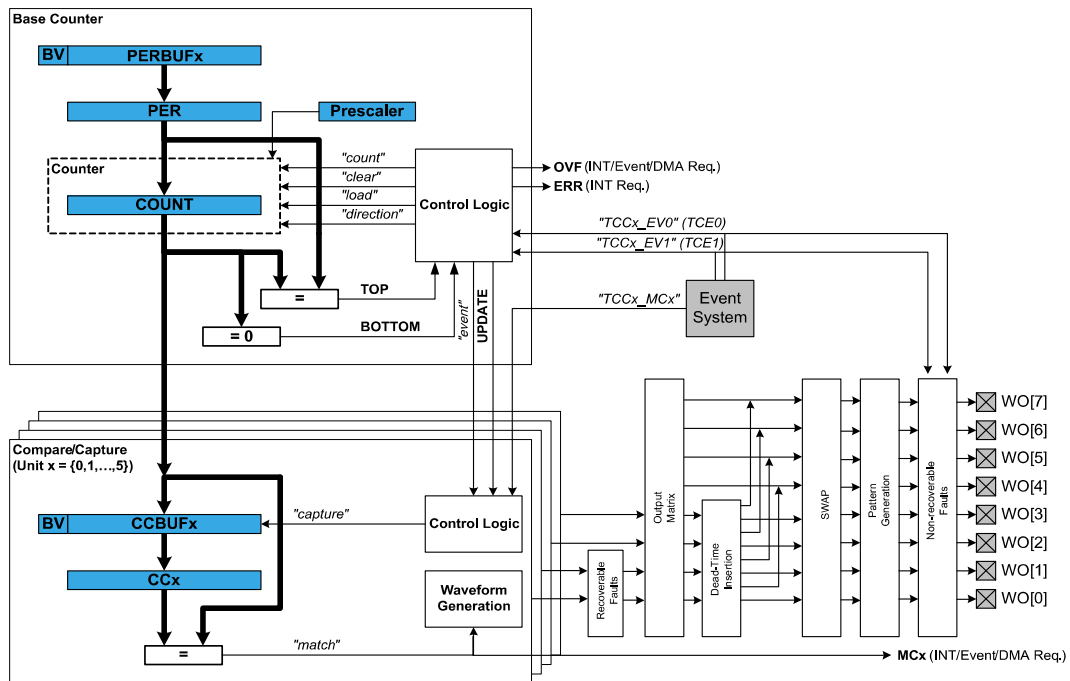 Base Counter
BV PERBUFx
PER Prescaler
Counter
COUNT
"count"
"clear"
"load"
"direction"
Control Logic
OVF (INT/Event/DMA Req.)
ERR (INT Req.)
"TCCx_EV0" (TCE0)
"TCCx_EV1" (TCE1)
"TCCx_MCx"
Event
System
=
TOP
= 0
BOTTOM
"event"
UPDATE
Compare/Capture
(Unit x = {0,1,…,5})
BV CCBUFx
"capture"
Control Logic
CCx
Waveform
Generation
=
"match"
Recoverable
Faults
Output
Matrix
Dead-Time
Insertion
SWAP
Pattern
Generation
Non-recoverable
Faults
WO[7]
WO[6]
WO[5]
WO[4]
WO[3]
WO[2]
WO[1]
WO[0]
MCx (INT/Event/DMA Req.)